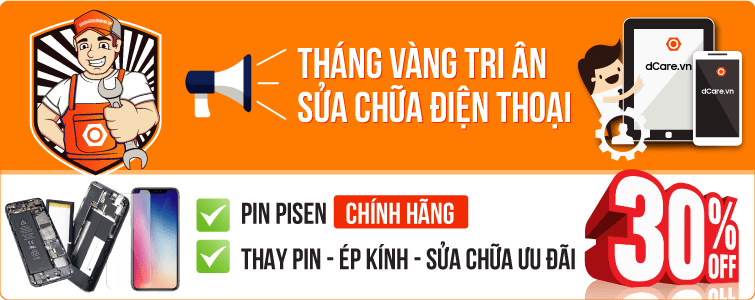 THÁNG VÀNG TRI ÂN
SỬA CHỮA ĐIỆN THOẠI
dCare.vn
dCare.vn
PIN PISEN CHÍNH HÃNG
THAY PIN - ÉP KÍNH - SỬA CHỮA ƯU ĐÃI
30% OFF